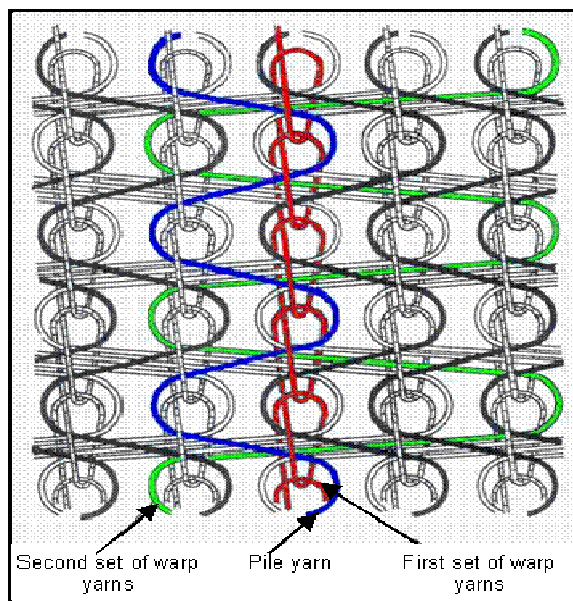 Second set of warp
yarns
Pile yarn
First set of warp
yarns